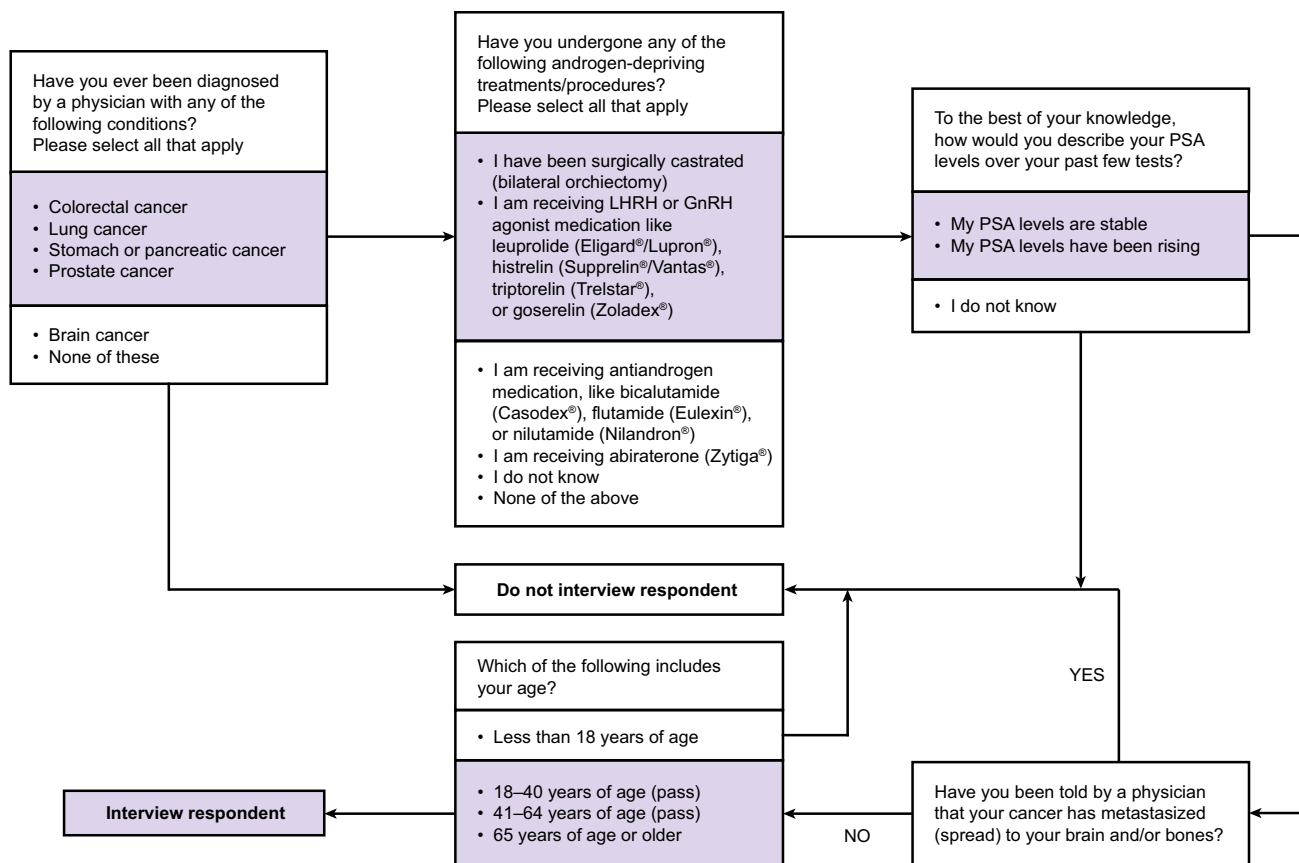 Have you ever been diagnosed
by a physician with any of the
following conditions?
Please select all that apply
• Colorectal cancer
• Lung cancer
• Stomach or pancreatic cancer
• Prostate cancer
• Brain cancer
• None of these
Have you undergone any of the
following androgen-depriving
treatments/procedures?
Please select all that apply
• I have been surgically castrated
(bilateral orchiectomy)
• I am receiving LHRH or GnRH
agonist medication like
leuprolide (Eligard®/Lupron®),
histrelin (Supprelin®/Vantas®),
triptorelin (Trelstar®),
or goserelin (Zoladex®)
• I am receiving antiandrogen
medication, like bicalutamide
(Casodex®), flutamide (Eulexin®),
or nilutamide (Nilandron®)
• I am receiving abiraterone (Zytiga®)
• I do not know
• None of the above
To the best of your knowledge,
how would you describe your PSA
levels over your past few tests?
• My PSA levels are stable
• My PSA levels have been rising
• I do not know
Do not interview respondent
YES
Have you been told by a physician
that your cancer has metastasized
(spread) to your brain and/or bones?
NO
Which of the following includes
your age?
• Less than 18 years of age
• 18–40 years of age (pass)
• 41–64 years of age (pass)
• 65 years of age or older
Interview respondent